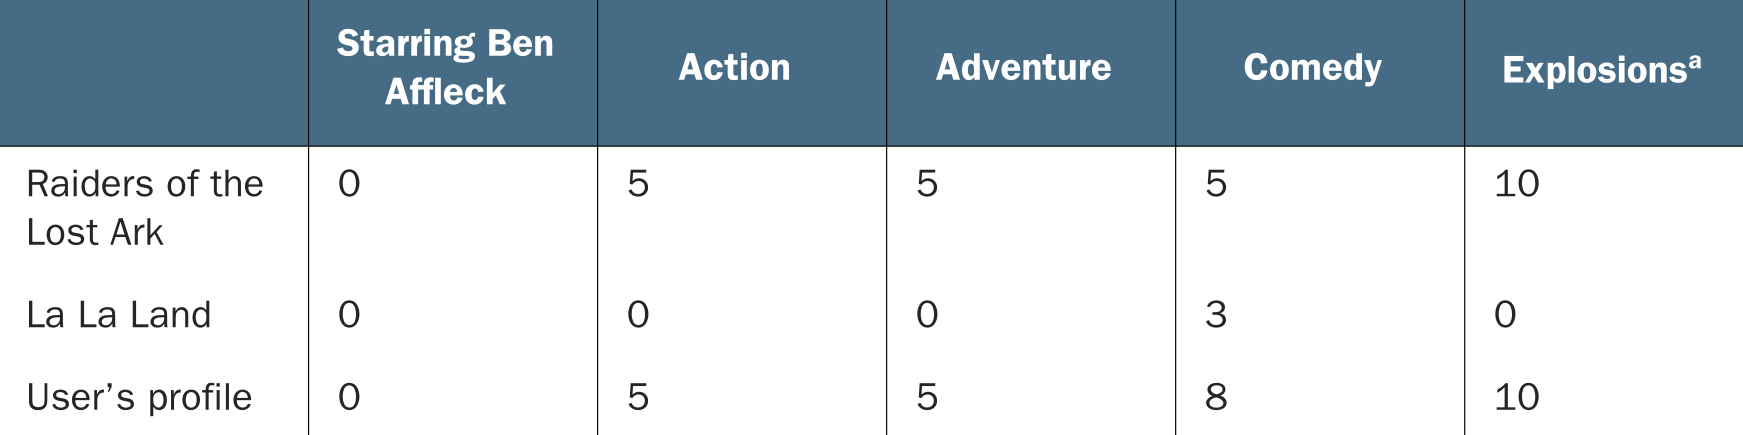 Starring Ben
Affleck
Action
Adventure
Comedy
Explosionsa
Raiders of the
Lost Ark
0
5
5
5
10
La La Land
0
0
0
3
0
User’s profile
0
5
5
8
10